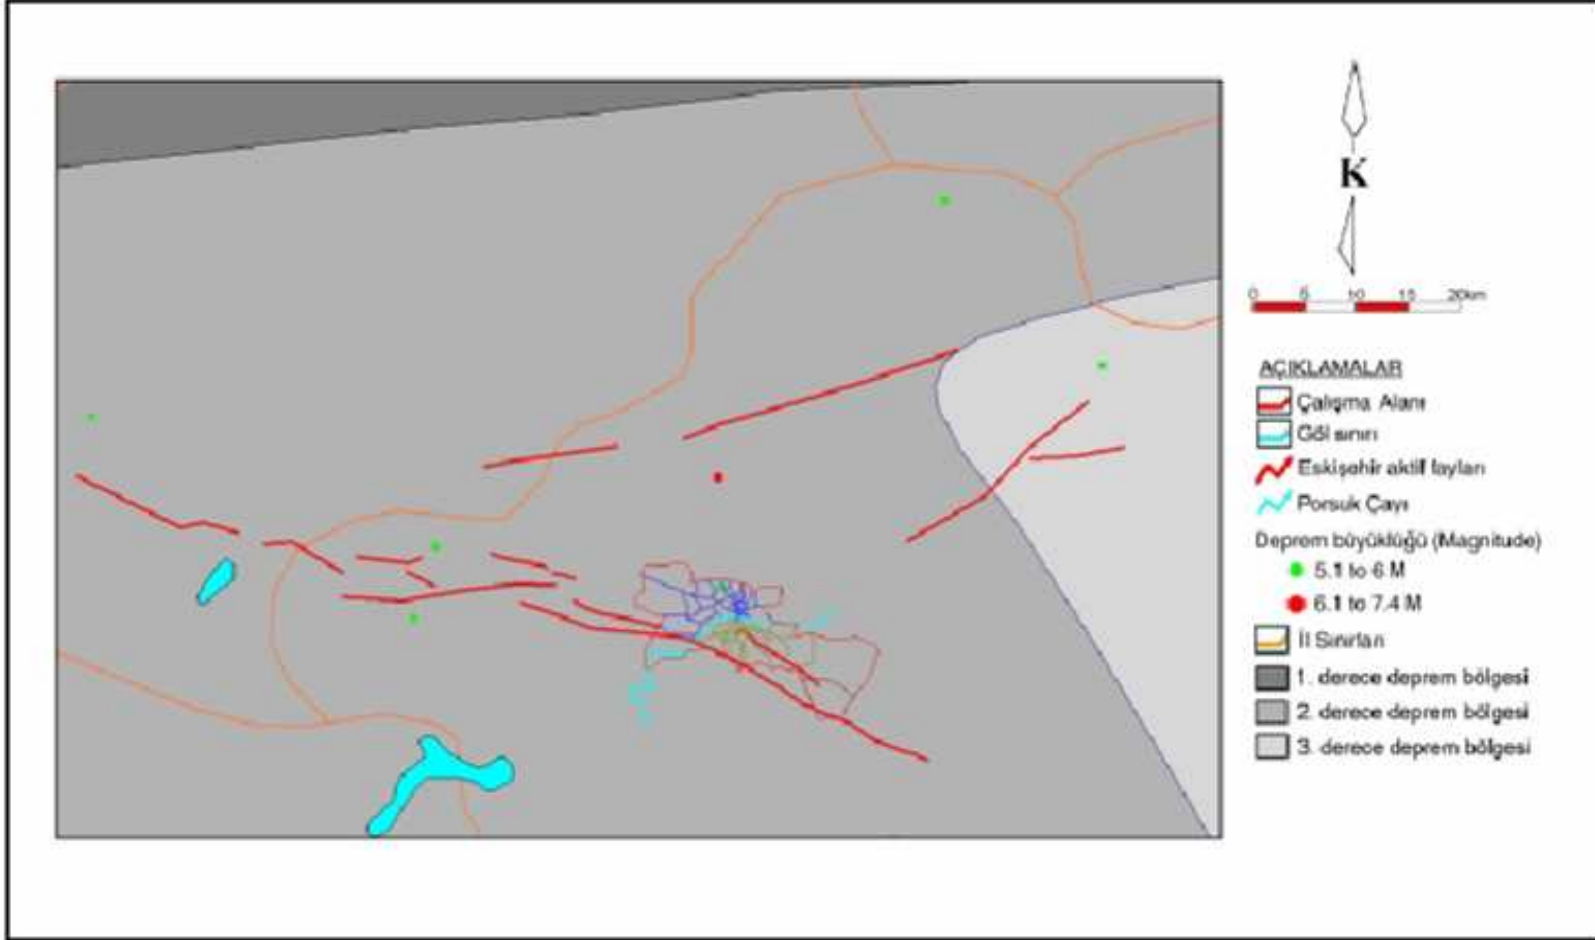 K
0 5 10 15 20km
AÇIKLAMALAR
Çalışma Alanı
Göl sınırı
Eskişehir aktif fayları
Porsuk Çayı
Deprem büyüklüğü (Magnitude)
5.1 to 6 M
6.1 to 7.4 M
İl Sınırları
1. derece deprem bölgesi
2. derece deprem bölgesi
3. derece deprem bölgesi